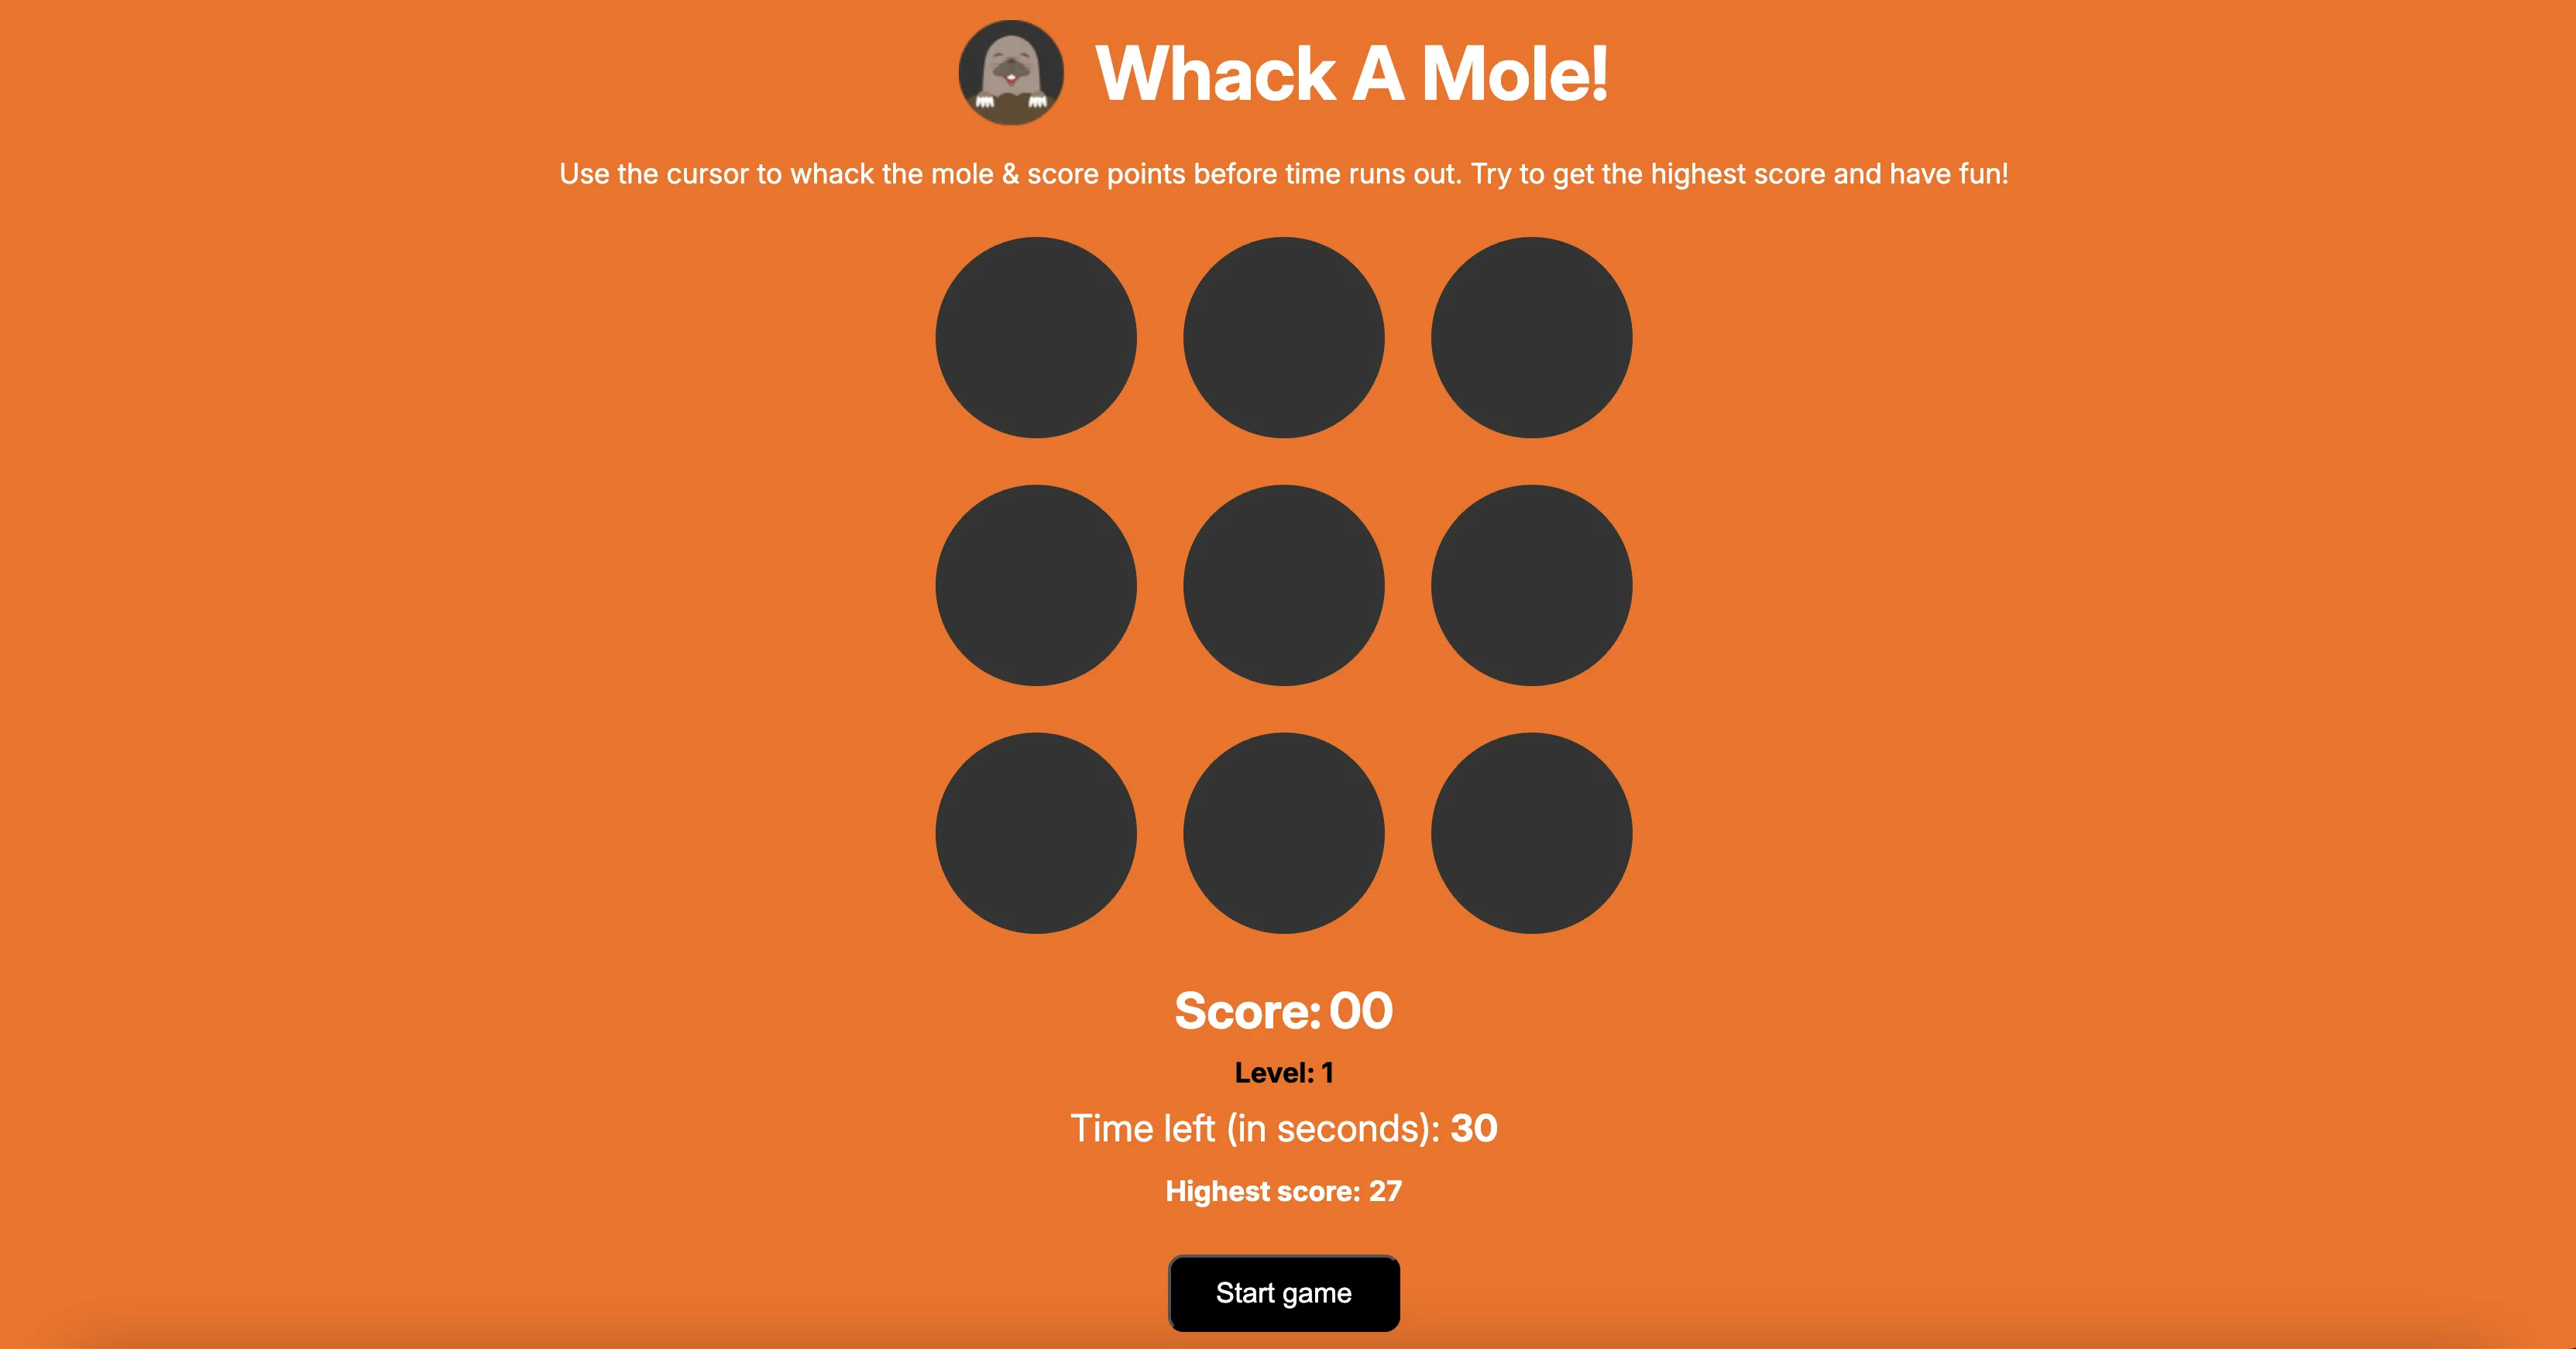 Whack A Mole!
Use the cursor to whack the mole & score points before time runs out. Try to get the highest score and have fun!
Score: 00
Level: 1
Time left (in seconds): 30
Highest score: 27
Start game